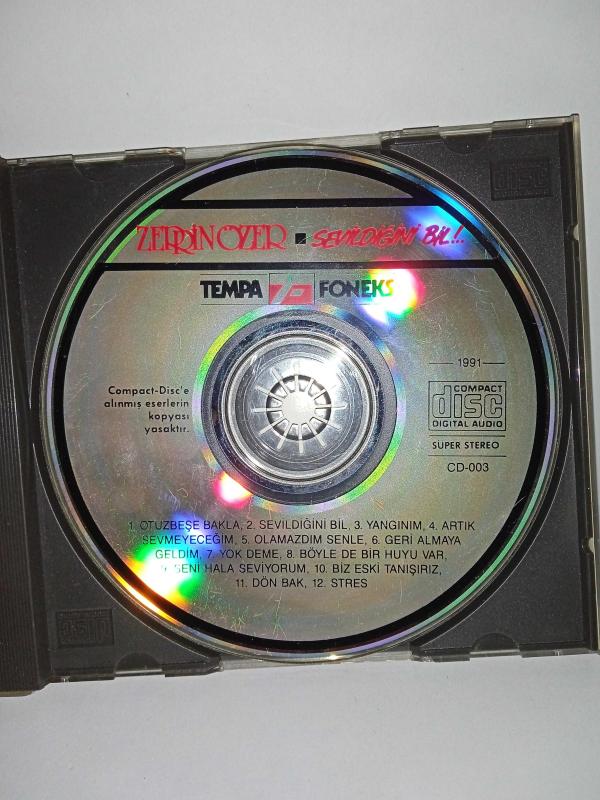 ZERRİN ÖZER ■ SEVİLDİĞİNİ BİL!..
TEMPA FONEKS
1991
Compact-Disc'e
alınmış eserlerin
kopyası
yasaktır.
COMPACT
disc
DIGITAL AUDIO
SUPER STEREO
CD-003
1. OTUZBEŞE BAKLA, 2. SEVİLDİĞİNİ BİL, 3. YANGINIM, 4. ARTIK
SEVMEYECEĞİM, 5. OLAMAZDIM SENLE, 6. GERİ ALMAYA
GELDİM, 7. YOK DEME, 8. BÖYLE DE BİR HUYU VAR,
9. SENİ HALA SEVİYORUM, 10. BİZ ESKİ TANIŞIRIZ,
11. DÖN BAK, 12. STRES
disc
disc